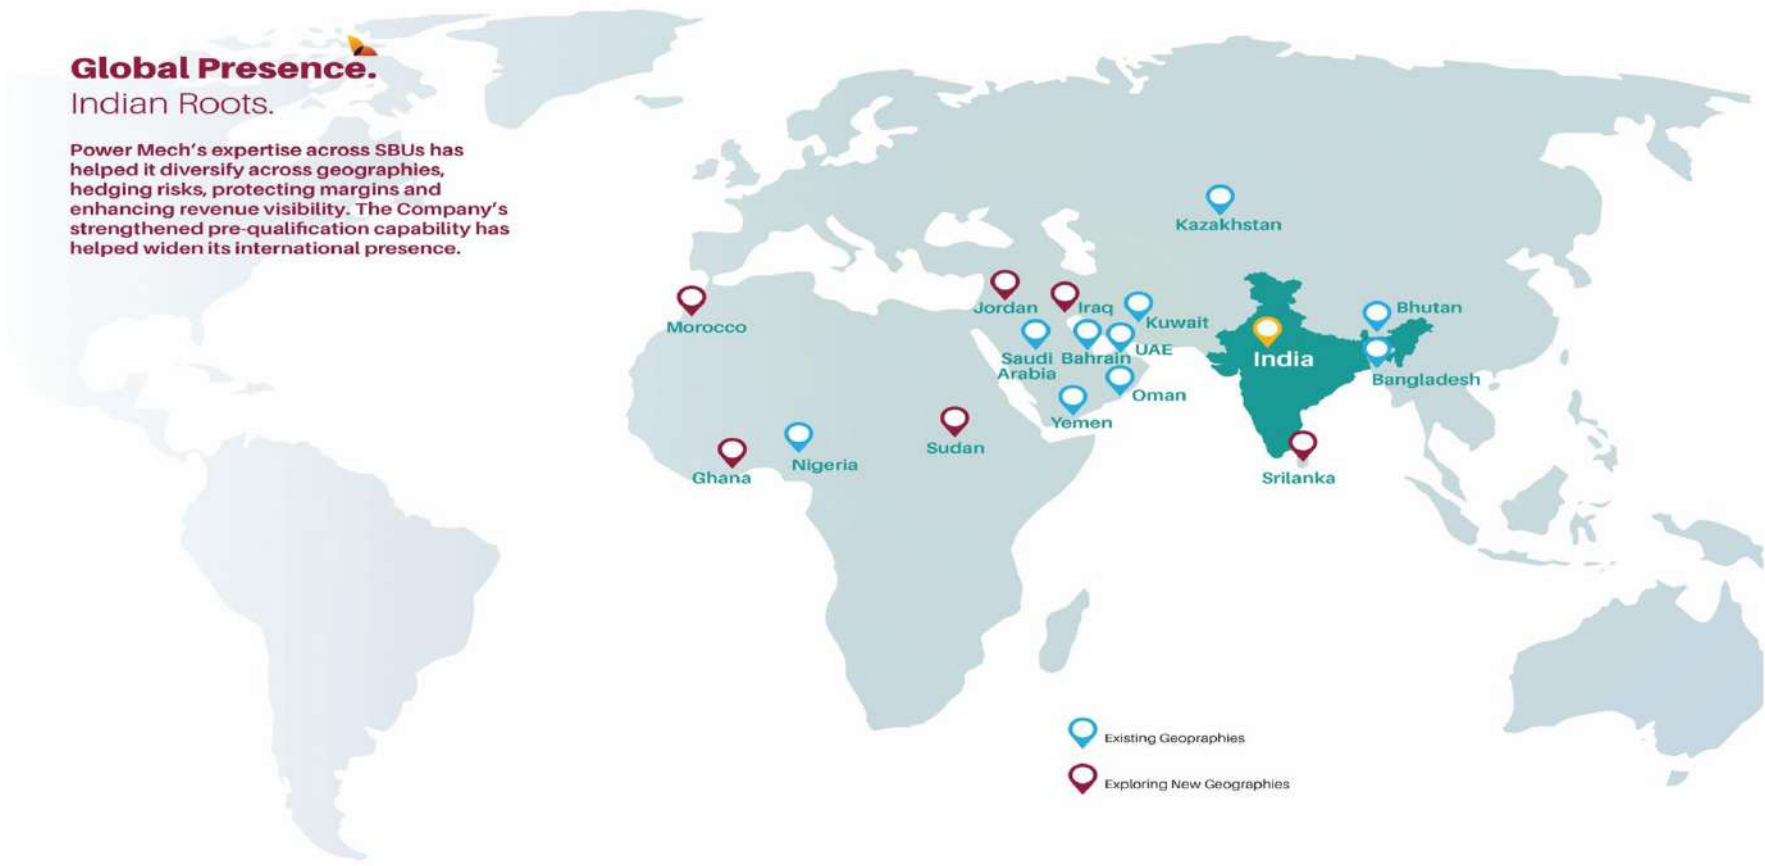 Global Presence.
Indian Roots.
Power Mech's expertise across SBUs has
helped it diversify across geographies,
hedging risks, protecting margins and
enhancing revenue visibility. The Company's
strengthened pre-qualification capability has
helped widen its international presence.
Kazakhstan
Morocco
Jordan
Iraq
Kuwait
Bhutan
Saudi
Arabia
Bahrain
UAE
India
Bangladesh
Oman
Yemen
Sudan
Nigeria
Ghana
Srilanka
Existing Geopraphies
Exploring New Geographies